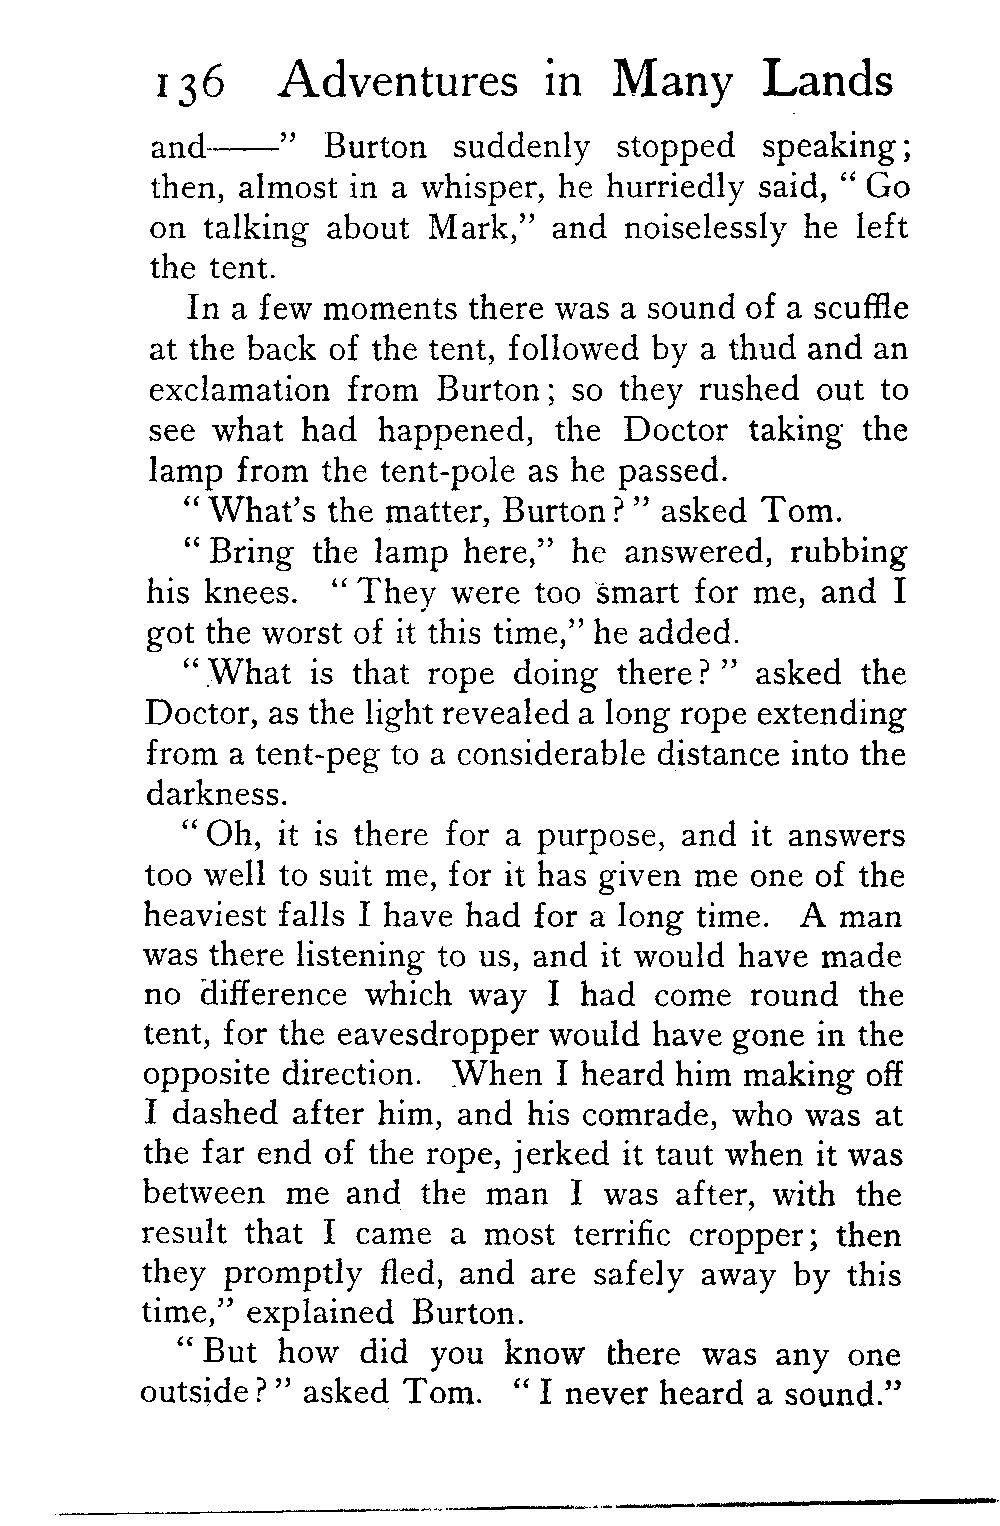 136 Adventures in Many Lands
and——” Burton suddenly stopped speaking;
then, almost in a whisper, he hurriedly said, “ Go
on talking about Mark,” and noiselessly he left
the tent.
In a few moments there was a sound of a scuffle
at the back of the tent, followed by a thud and an
exclamation from Burton; so they rushed out to
see what had happened, the Doctor taking the
lamp from the tent-pole as he passed.
“ What's the matter, Burton? ” asked Tom.
“ Bring the lamp here,” he answered, rubbing
his knees. “ They were too smart for me, and I
got the worst of it this time,” he added.
“ What is that rope doing there? ” asked the
Doctor, as the light revealed a long rope extending
from a tent-peg to a considerable distance into the
darkness.
“ Oh, it is there for a purpose, and it answers
too well to suit me, for it has given me one of the
heaviest falls I have had for a long time. A man
was there listening to us, and it would have made
no difference which way I had come round the
tent, for the eavesdropper would have gone in the
opposite direction. When I heard him making off
I dashed after him, and his comrade, who was at
the far end of the rope, jerked it taut when it was
between me and the man I was after, with the
result that I came a most terrific cropper; then
they promptly fled, and are safely away by this
time,” explained Burton.
“ But how did you know there was any one
outside? ” asked Tom. “ I never heard a sound.”